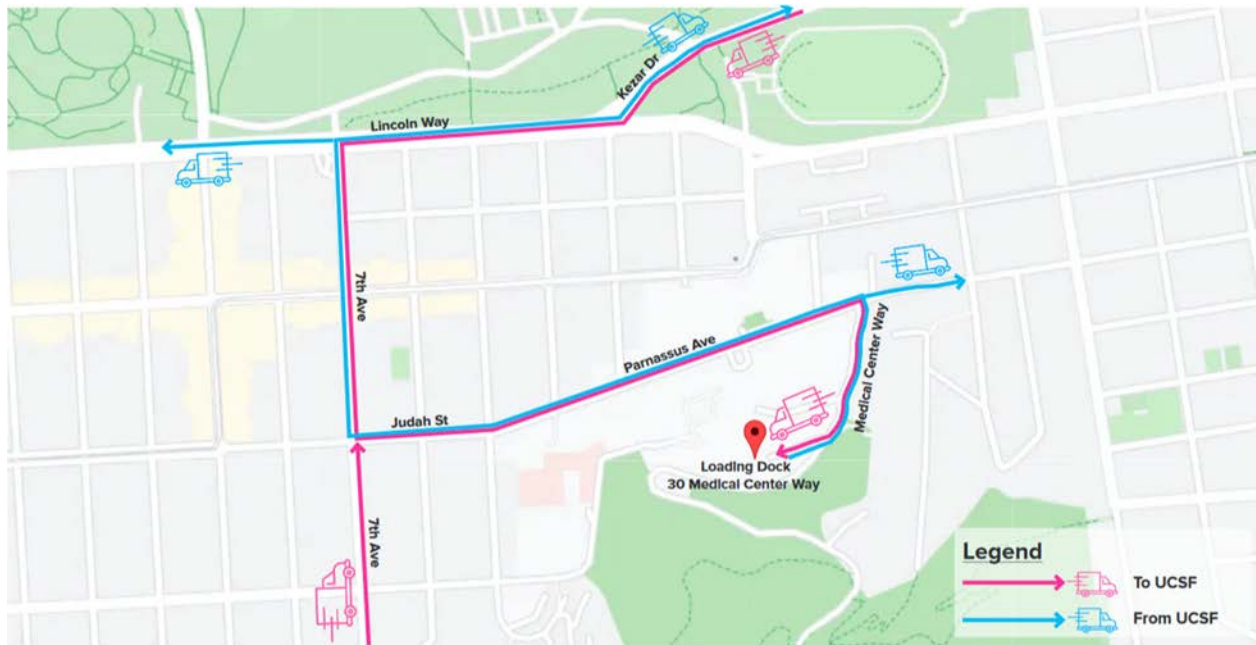 Kezar Dr
Lincoln Way
7th Ave
Parnassus Ave
Medical Center Way
Judah St
Loading Dock
30 Medical Center Way
7th Ave
Legend
To UCSF
From UCSF